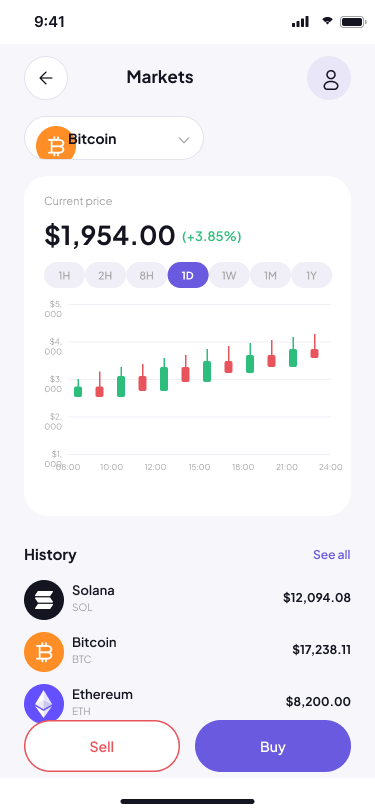 9:41
Markets
Bitcoin
Current price
$1,954.00 (+3.85%)
1H 2H 8H 1D 1W 1M 1Y
$5,
000
$4,
000
$3,
000
$2,
000
$1,
000
08:00 10:00 12:00 15:00 18:00 21:00 24:00
History See all
Solana
SOL
$12,094.08
Bitcoin
BTC
$17,238.11
Ethereum
ETH
$8,200.00
Sell Buy